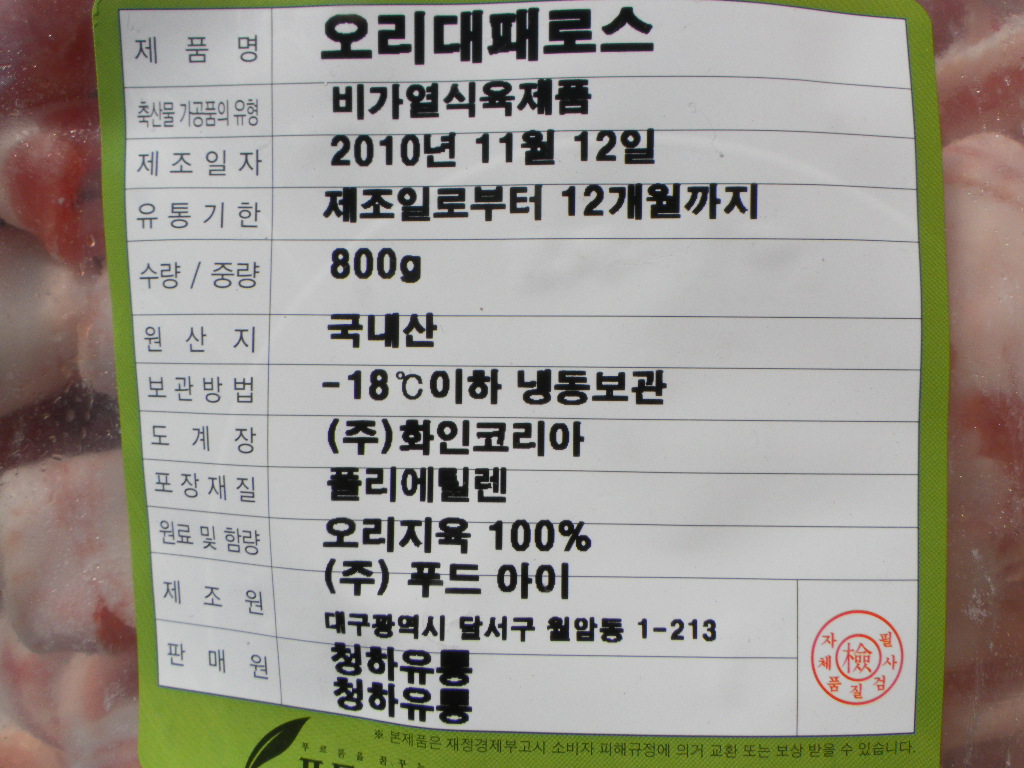 제품명 오리대패로스
축산물 가공품의 유형 비가열식육제품
제조일자 2010년 11월 12일
유통기한 제조일로부터 12개월까지
수량 / 중량 800g
원산지 국내산
보관방법 -18℃이하 냉동보관
도계장 (주)화인코리아
포장재질 폴리에틸렌
원료 및 함량 오리지육 100%
제조원 (주) 푸드 아이
대구광역시 달서구 월암동 1-213
판매원 청하유통
청하유통
자체품질검사필
檢
※ 본제품은 재정경제부고시 소비자 피해규정에 의거 교환 또는 보상 받을 수 있습니다.
푸르름을 꿈꾸는